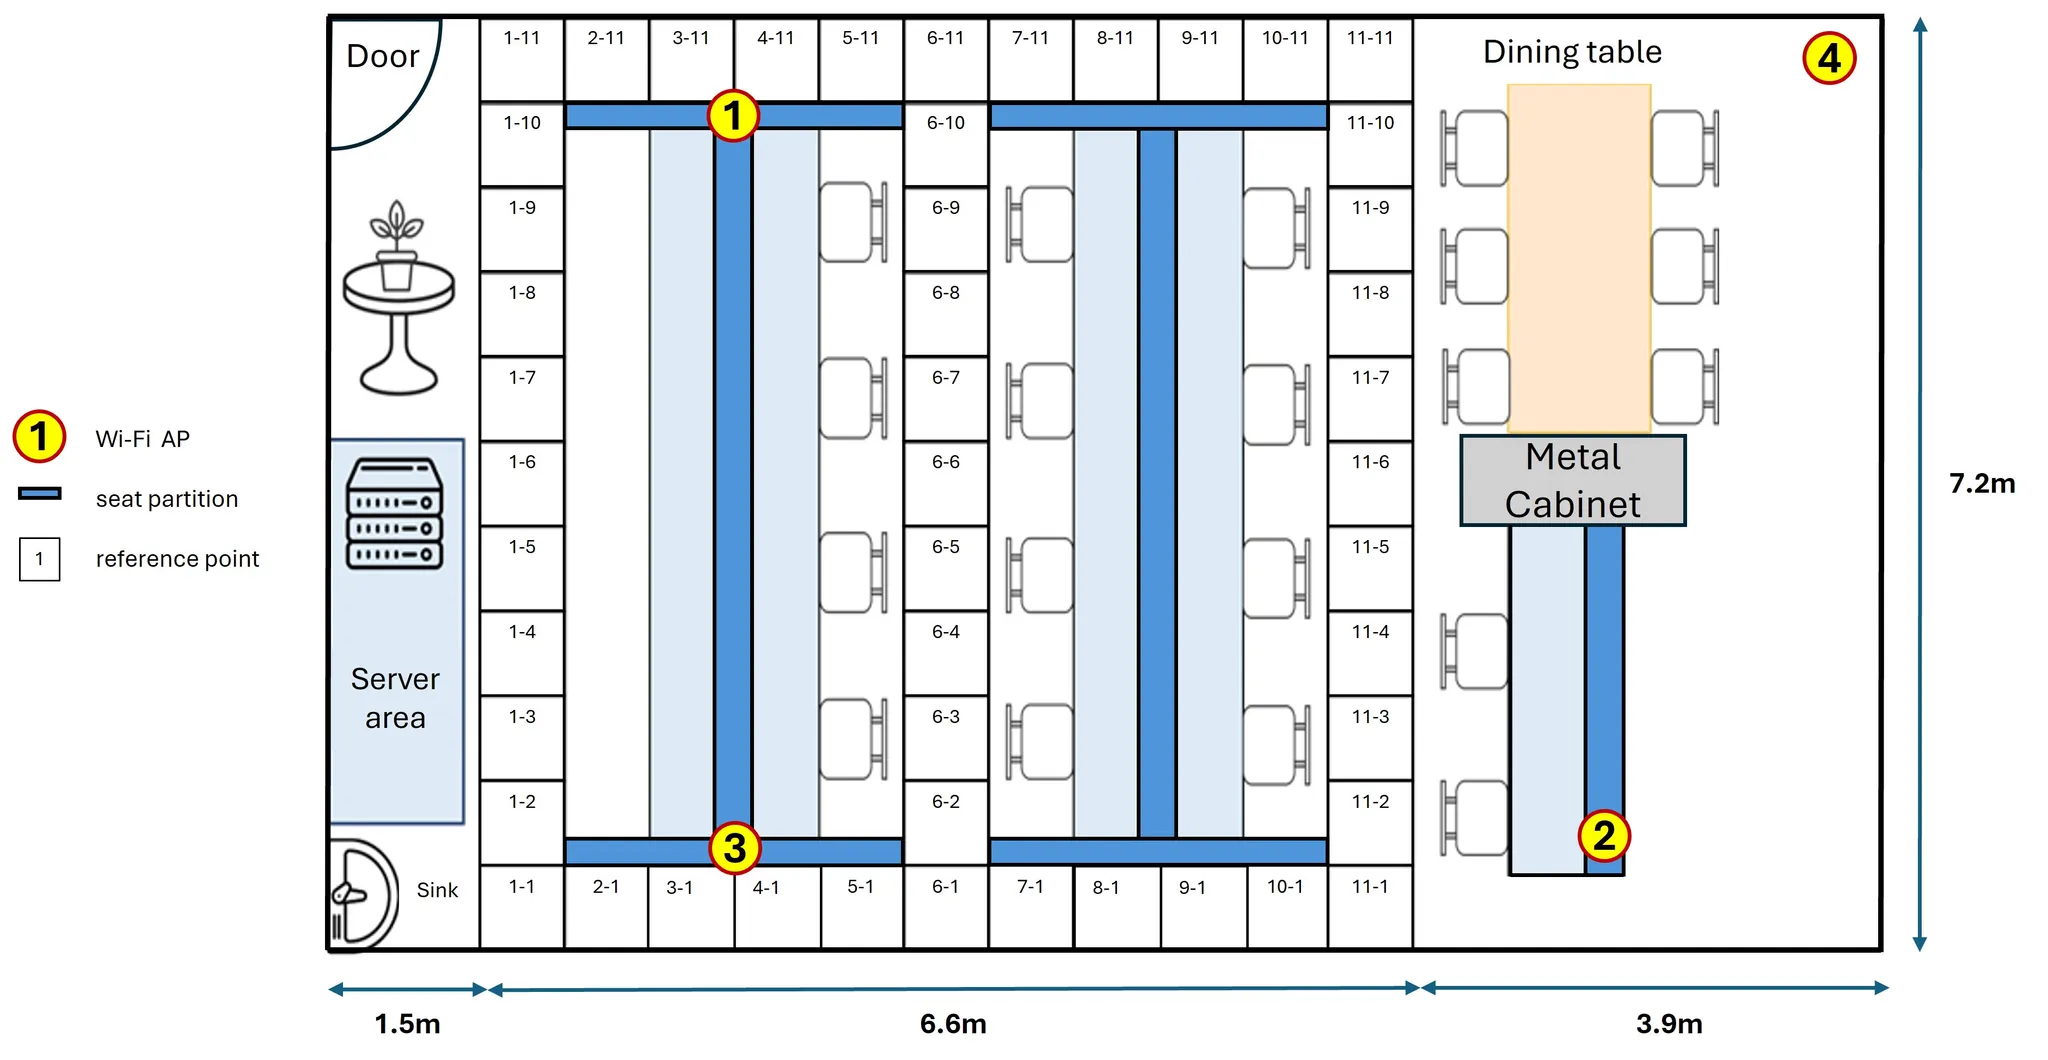 Door
1-11 2-11 3-11 4-11 5-11 6-11 7-11 8-11 9-11 10-11 11-11
Dining table
4
1
1-10 6-10 11-10
1-9 6-9 11-9
1-8 6-8 11-8
1-7 6-7 11-7
1 Wi-Fi AP
seat partition
1 reference point
1-6 6-6 11-6
Metal
Cabinet
7.2m
1-5 6-5 11-5
1-4 6-4 11-4
Server
area
1-3 6-3 11-3
1-2 6-2 11-2
3
2
Sink
1-1 2-1 3-1 4-1 5-1 6-1 7-1 8-1 9-1 10-1 11-1
1.5m 6.6m 3.9m